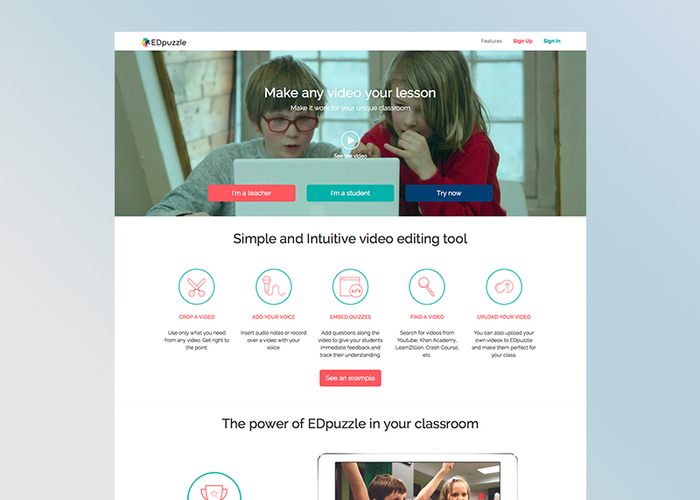 EDpuzzle
Features Sign Up Sign In
Make any video your lesson
Make it work for your unique classroom
See the video
I'm a teacher I'm a student Try now
Simple and Intuitive video editing tool
CROP A VIDEO
Use only what you need
from any video. Get right to
the point.
ADD YOUR VOICE
Insert audio notes or record
over a video with your
voice.
EMBED QUIZZES
Add questions along the
video to give your students
immediate feedback and
track their understanding.
FIND A VIDEO
Search for videos from
Youtube, Khan Academy,
LearnZillion, Crash Course,
etc.
UPLOAD YOUR VIDEO
You can also upload your
own videos to EDpuzzle
and make them perfect for
your class.
See an example
The power of EDpuzzle in your classroom